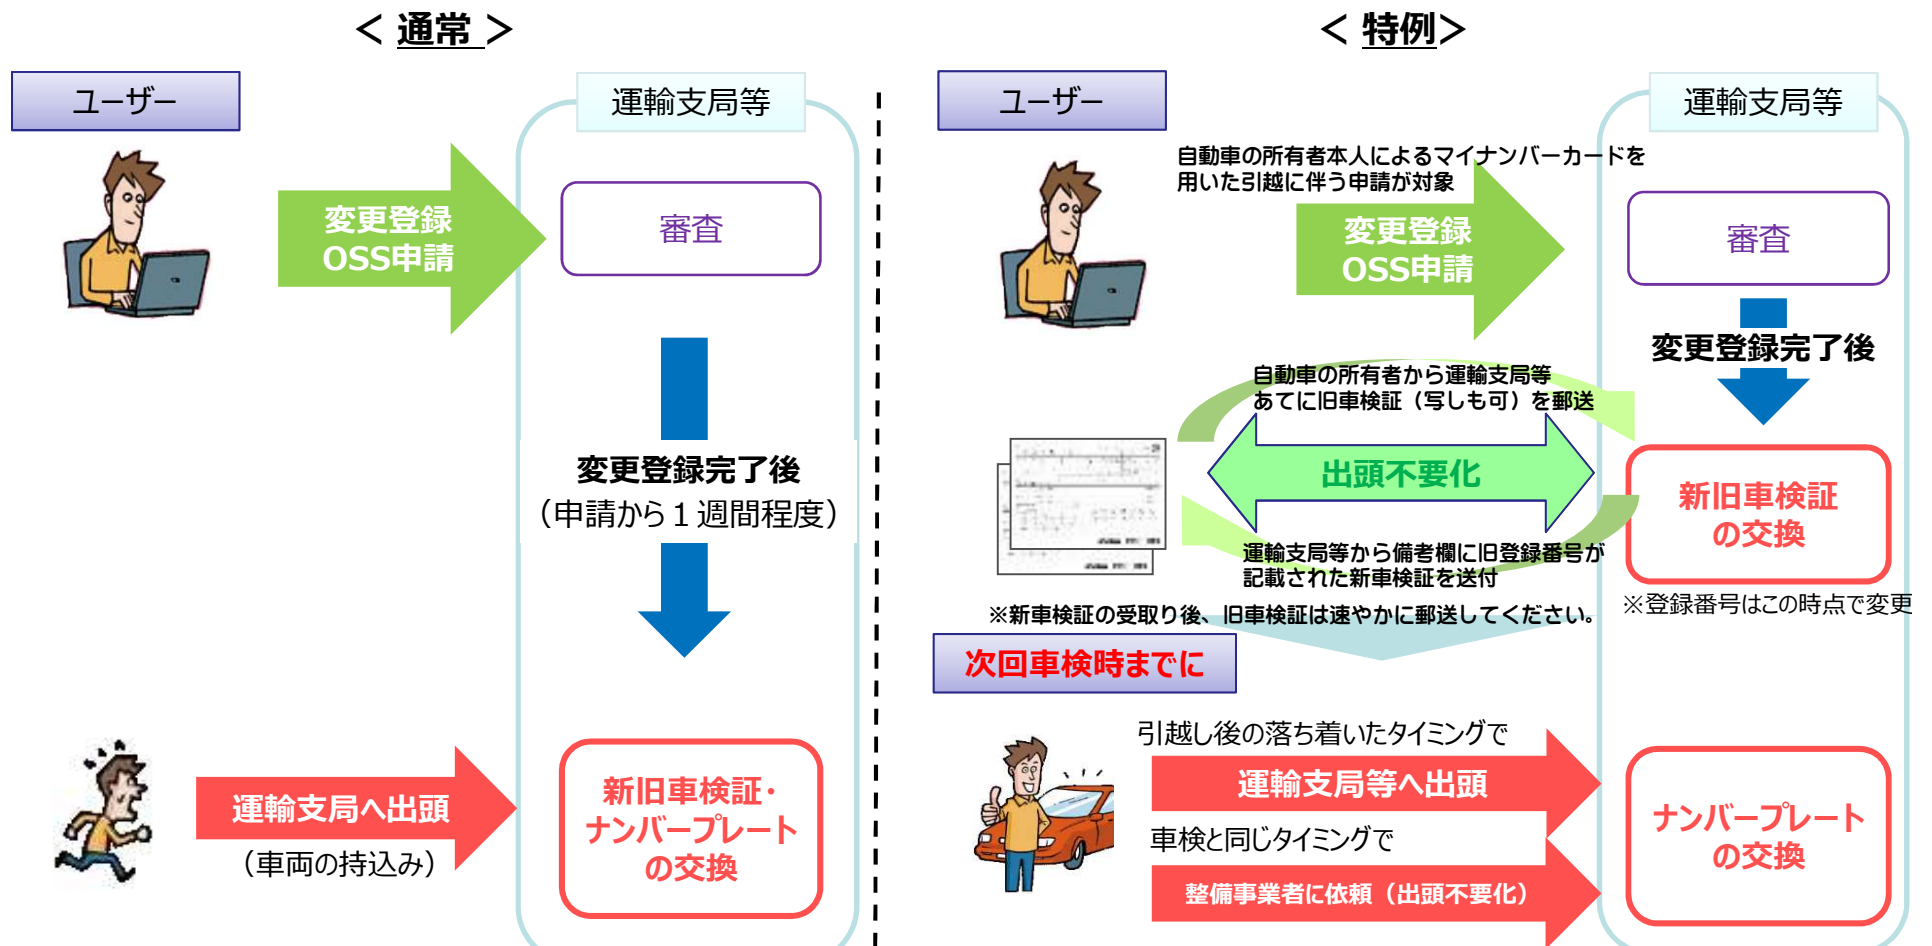 ＜ 通常 ＞
ユーザー
運輸支局等
変更登録
OSS申請
審査
変更登録完了後
（申請から１週間程度）
運輸支局へ出頭
（車両の持込み）
新旧車検証・
ナンバープレート
の交換
＜ 特例＞
ユーザー
運輸支局等
自動車の所有者本人によるマイナンバーカードを
用いた引越に伴う申請が対象
変更登録
OSS申請
審査
変更登録完了後
自動車の所有者から運輸支局等
あてに旧車検証（写しも可）を郵送
出頭不要化
新旧車検証
の交換
運輸支局等から備考欄に旧登録番号が
記載された新車検証を送付
※登録番号はこの時点で変更
※新車検証の受取り後、旧車検証は速やかに郵送してください。
次回車検時までに
引越し後の落ち着いたタイミングで
運輸支局等へ出頭
車検と同じタイミングで
整備事業者に依頼（出頭不要化）
ナンバープレート
の交換